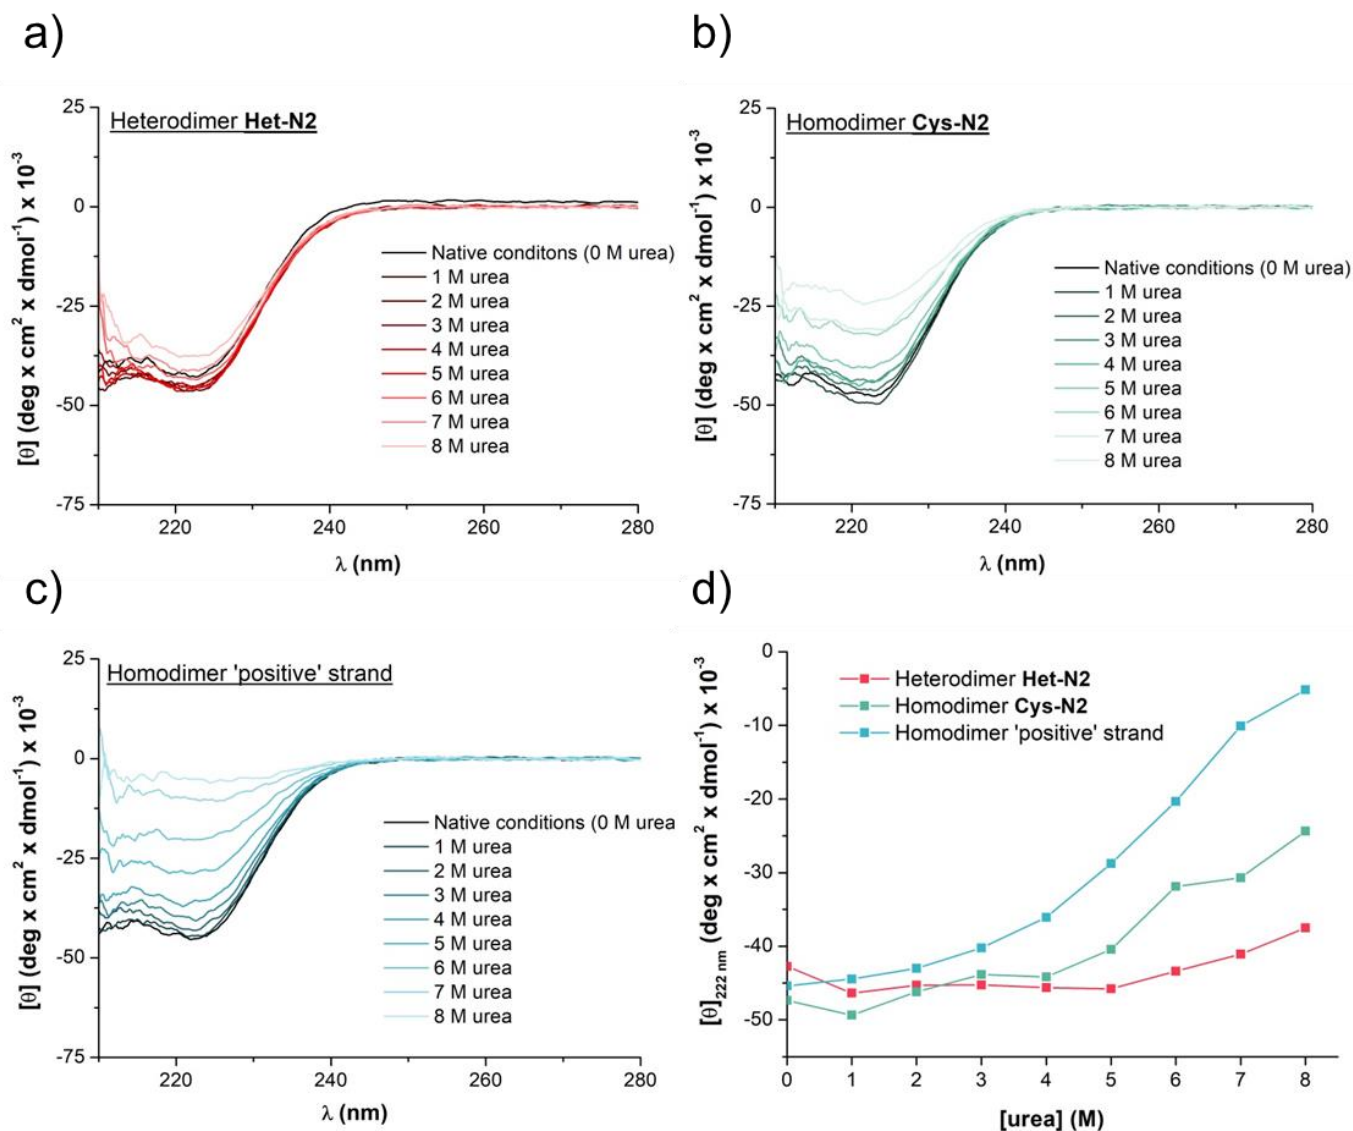 a)
25
0
-25
-50
-75
[θ] (deg x cm² x dmol⁻¹) x 10⁻³
Heterodimer Het-N2
Native conditons (0 M urea)
1 M urea
2 M urea
3 M urea
4 M urea
5 M urea
6 M urea
7 M urea
8 M urea
220 240 260 280
λ (nm)
b)
25
0
-25
-50
-75
[θ] (deg x cm² x dmol⁻¹) x 10⁻³
Homodimer Cys-N2
Native conditions (0 M urea)
1 M urea
2 M urea
3 M urea
4 M urea
5 M urea
6 M urea
7 M urea
8 M urea
220 240 260 280
λ (nm)
c)
25
0
-25
-50
-75
[θ] (deg x cm² x dmol⁻¹) x 10⁻³
Homodimer 'positive' strand
Native conditions (0 M urea
1 M urea
2 M urea
3 M urea
4 M urea
5 M urea
6 M urea
7 M urea
8 M urea
220 240 260 280
λ (nm)
d)
0
-10
-20
-30
-40
-50
[θ]222 nm (deg x cm² x dmol⁻¹) x 10⁻³
Heterodimer Het-N2
Homodimer Cys-N2
Homodimer 'positive' strand
0 1 2 3 4 5 6 7 8
[urea] (M)